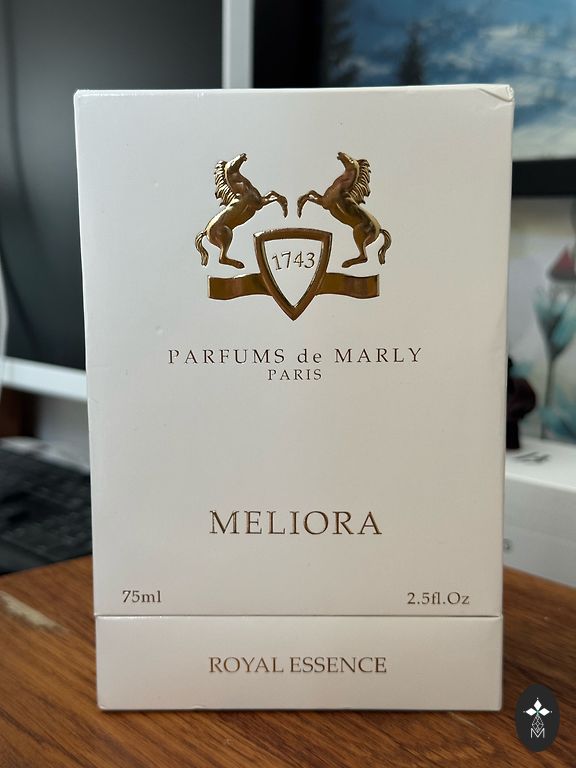 1743
PARFUMS de MARLY
PARIS
MELIORA
75ml 2.5fl.Oz
ROYAL ESSENCE
M